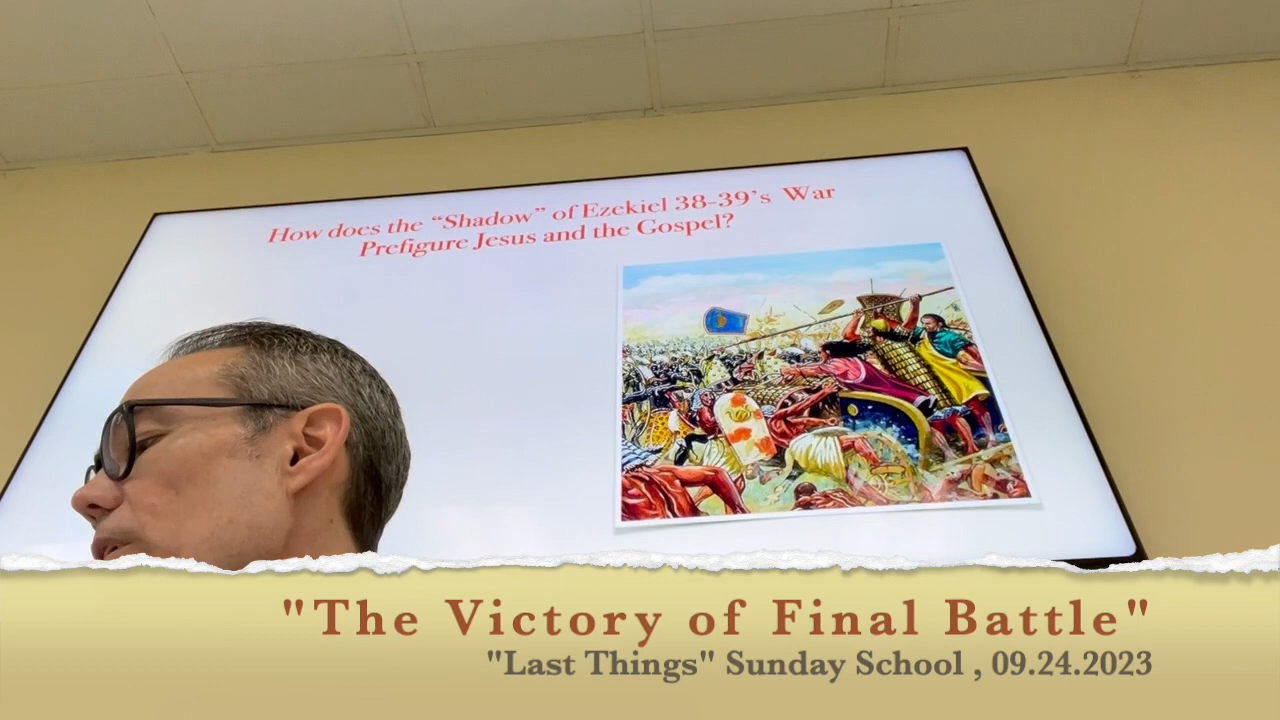 How does the “Shadow” of Ezekiel 38-39’s War
Prefigure Jesus and the Gospel?
"The Victory of Final Battle"
"Last Things" Sunday School , 09.24.2023